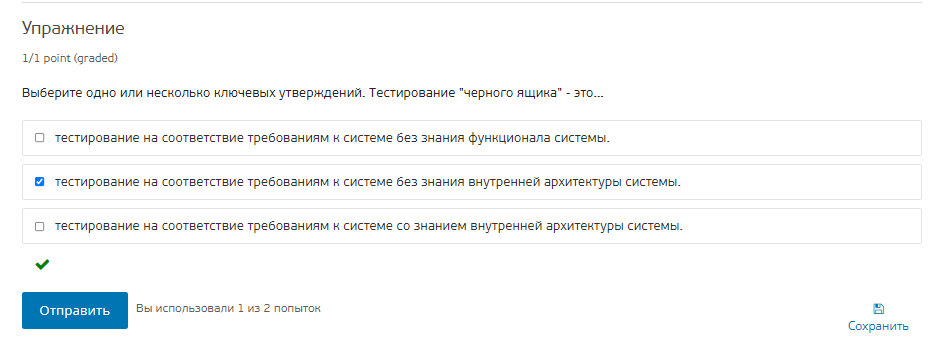 Упражнение
1/1 point (graded)
Выберите одно или несколько ключевых утверждений. Тестирование "черного ящика" - это...
тестирование на соответствие требованиям к системе без знания функционала системы.
тестирование на соответствие требованиям к системе без знания внутренней архитектуры системы.
тестирование на соответствие требованиям к системе со знанием внутренней архитектуры системы.
Отправить
Вы использовали 1 из 2 попыток
Сохранить